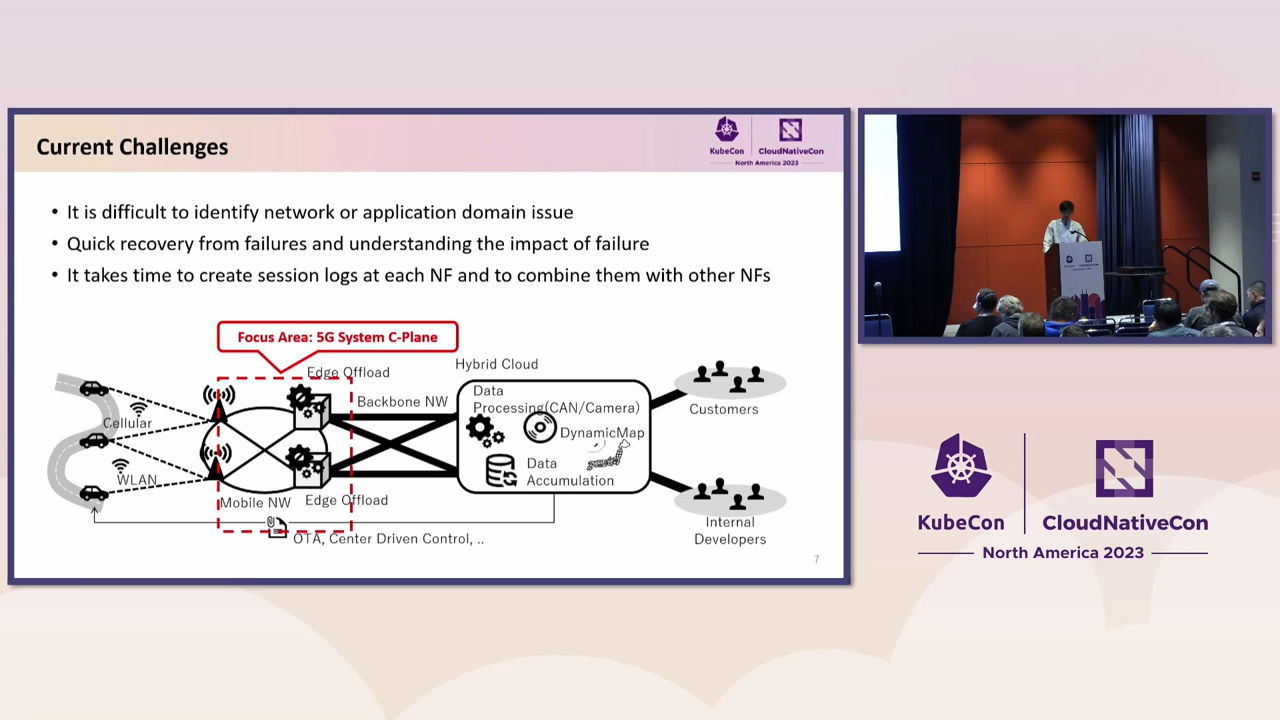 Current Challenges
KubeCon
CloudNativeCon
North America 2023
• It is difficult to identify network or application domain issue
• Quick recovery from failures and understanding the impact of failure
• It takes time to create session logs at each NF and to combine them with other NFs
Focus Area: 5G System C-Plane
Edge Offload
Hybrid Cloud
Backbone NW
Data
Processing(CAN/Camera)
DynamicMap
Data
Accumulation
Cellular
WLAN
Mobile NW
Edge Offload
OTA, Center Driven Control, ..
Customers
Internal
Developers
7
KubeCon
CloudNativeCon
North America 2023